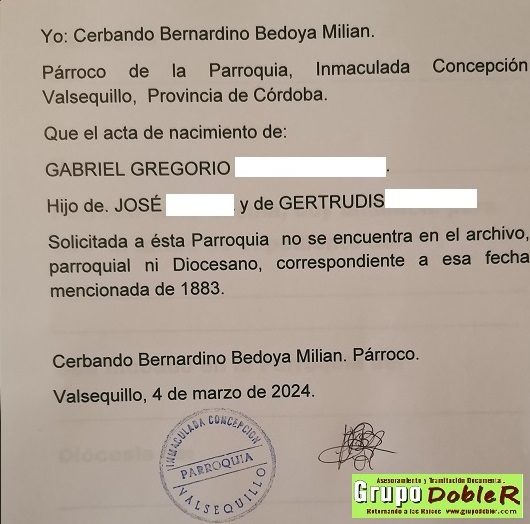 Yo: Cerbando Bernardino Bedoya Milian.
Párroco de la Parroquia, Inmaculada Concepción
Valsequillo, Provincia de Córdoba.
Que el acta de nacimiento de:
GABRIEL GREGORIO .
Hijo de. JOSÉ y de GERTRUDIS
Solicitada a ésta Parroquia no se encuentra en el archivo,
parroquial ni Diocesano, correspondiente a esa fecha
mencionada de 1883.
Cerbando Bernardino Bedoya Milian. Párroco.
Valsequillo, 4 de marzo de 2024.
INMACULADA CONCEPCION
PARROQUIA
VALSEQUILLO
Asesoramiento y Tramitación Documenta.
Grupo DobleR
Retornando a las Raíces www.grupodobler.com